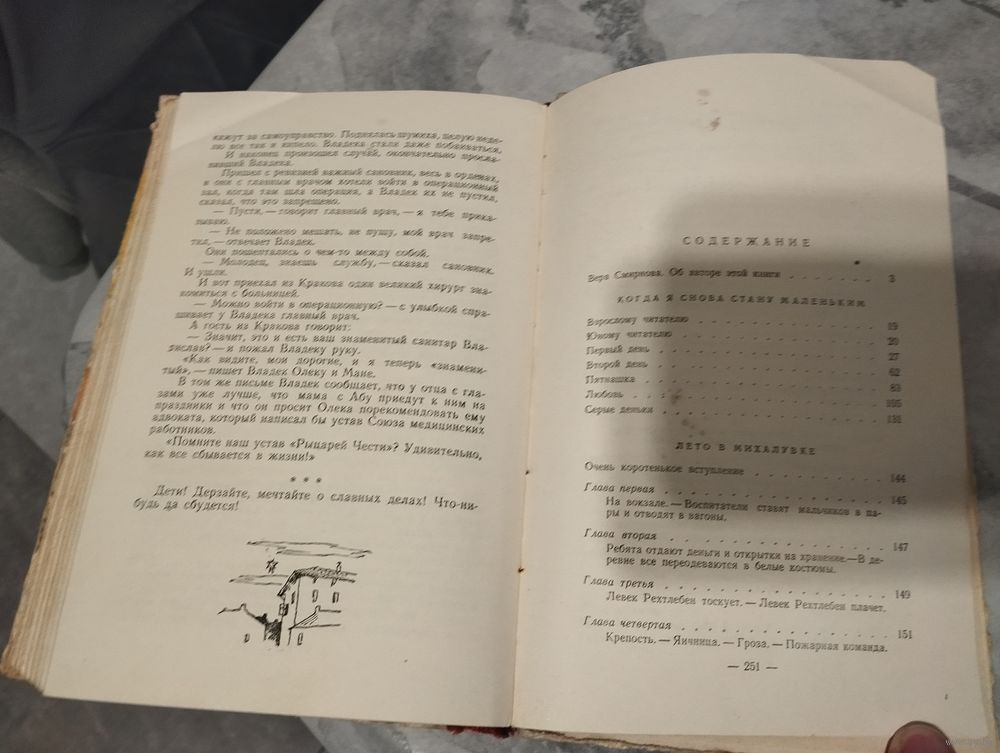 кажут за самоуправство. Поднялась шумиха, целую неде-
лю все так и кипело. Владека стали даже побаиваться.
И наконец произошел случай, окончательно просла-
вивший Владека.
Пришел с ревизией важный сановник, весь в орденах,
и они с главным врачом хотели войти в операционный
зал, когда там шла операция, а Владек их не пустил,
сказал, что это запрещено.
— Пусти, — говорит главный врач, — я тебе прика-
зываю.
— Не положено мешать, не пущу, мой врач запре-
тил, — отвечает Владек.
Они пошептались о чем-то между собой.
— Молодец, знаешь службу, — сказал сановник.
И ушли.
И вот приехал из Кракова один великий хирург зна-
комиться с больницей.
— Можно войти в операционную? — с улыбкой спра-
шивает у Владека главный врач.
А гость из Кракова говорит:
— Значит, это и есть ваш знаменитый санитар Вла-
дислав? — и пожал Владеку руку.
«Как видите, мои дорогие, и я теперь «знамени-
тый», — пишет Владек Олеку и Мане.
В том же письме Владек сообщает, что у отца с гла-
зами уже лучше, что мама с Абу приедут к ним на
праздники и что он просит Олека порекомендовать ему
адвоката, который написал бы устав Союза медицинских
работников.
«Помните наш устав «Рыцарей Чести»? Удивительно,
как все сбывается в жизни!»
* * *
Дети! Дерзайте, мечтайте о славных делах! Что-ни-
будь да сбудется!
СОДЕРЖАНИЕ
Вера Смирнова. Об авторе этой книги . . . . . . . 3
КОГДА Я СНОВА СТАНУ МАЛЕНЬКИМ
Взрослому читателю . . . . . . . . . . 19
Юному читателю . . . . . . . . . . 20
Первый день . . . . . . . . . . 27
Второй день . . . . . . . . . . 62
Пятнашка . . . . . . . . . . 83
Любовь . . . . . . . . . . 105
Серые деньки . . . . . . . . . . 131
ЛЕТО В МИХАЛУВКЕ
Очень коротенькое вступление . . . . . . . . . . 144
Глава первая . . . . . . . . . . 145
На вокзале. — Воспитатели ставят мальчиков в па-
ры и отводят в вагоны.
Глава вторая . . . . . . . . . . 147
Ребята отдают деньги и открытки на хранение. — В де-
ревне все переодеваются в белые костюмы.
Глава третья . . . . . . . . . . 149
Левек Рехтлебен тоскует. — Левек Рехтлебен плачет.
Глава четвертая . . . . . . . . . . 151
Крепость. — Яичница. — Гроза. — Пожарная команда.
— 251 —